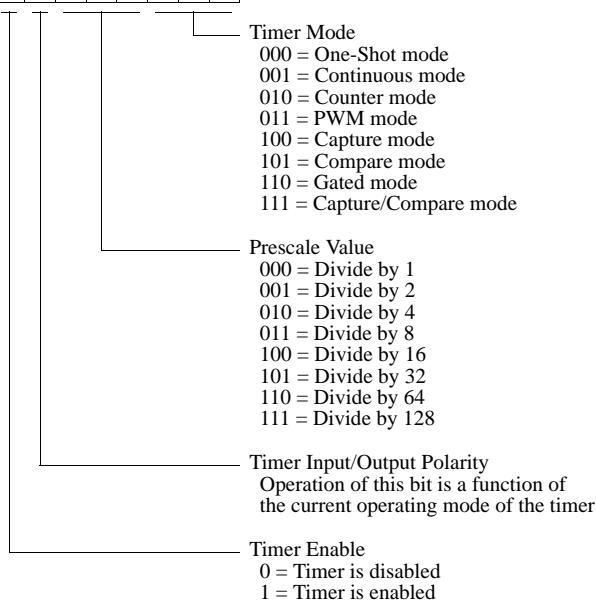 Timer Mode
000 = One-Shot mode
001 = Continuous mode
010 = Counter mode
011 = PWM mode
100 = Capture mode
101 = Compare mode
110 = Gated mode
111 = Capture/Compare mode
Prescale Value
000 = Divide by 1
001 = Divide by 2
010 = Divide by 4
011 = Divide by 8
100 = Divide by 16
101 = Divide by 32
110 = Divide by 64
111 = Divide by 128
Timer Input/Output Polarity
Operation of this bit is a function of
the current operating mode of the timer
Timer Enable
0 = Timer is disabled
1 = Timer is enabled